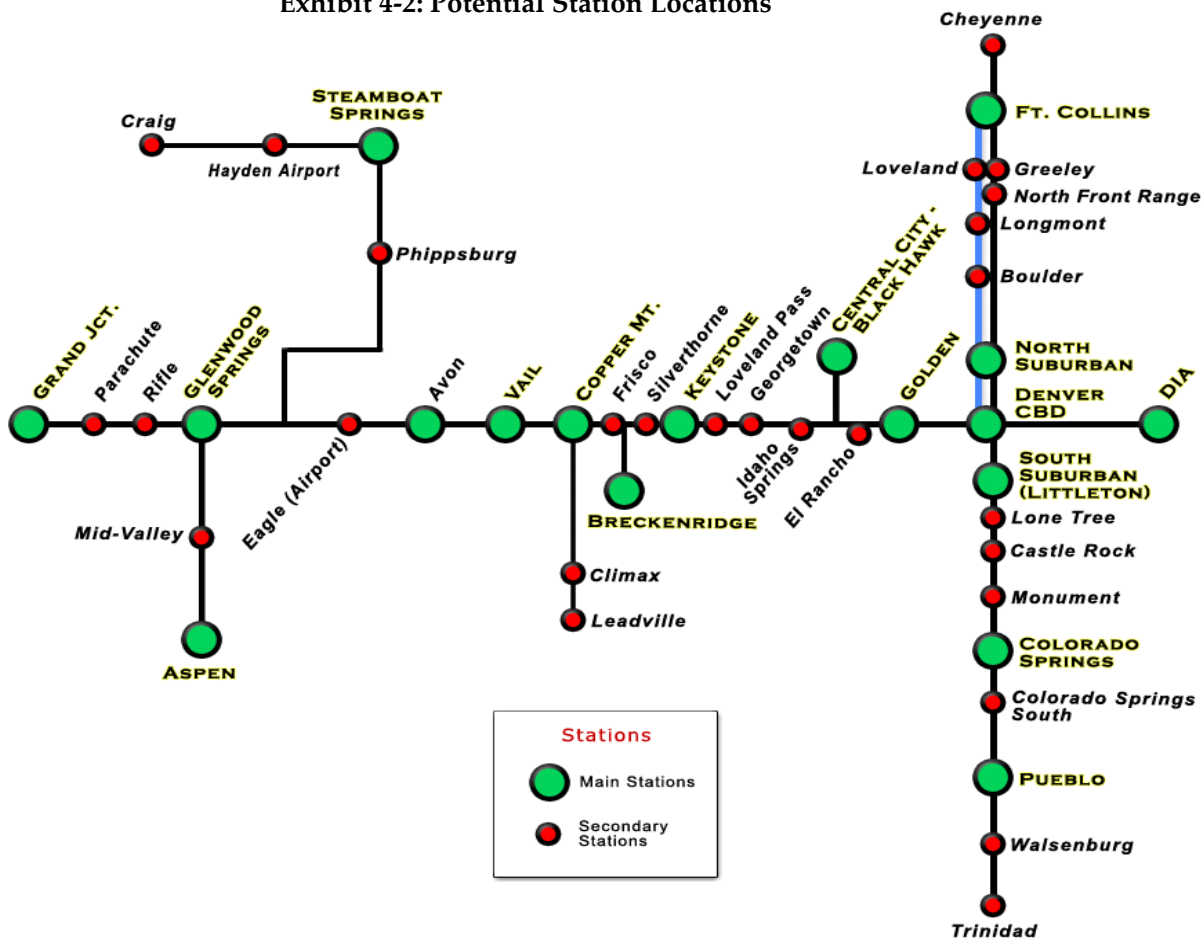 Exhibit 4-2: Potential Station Locations
Cheyenne
STEAMBOAT
SPRINGS
FT. COLLINS
Craig
Hayden Airport
Loveland
Greeley
North Front Range
Longmont
Phippsburg
CENTRAL CITY -
BLACK HAWK
Boulder
GRAND JCT.
Parachute
Rifle
GLENWOOD
SPRINGS
Avon
VAIL
COPPER MT.
Frisco
Silverthorne
KEYSTONE
Loveland Pass
Georgetown
GOLDEN
NORTH
SUBURBAN
DENVER
CBD
DIA
Eagle (Airport)
Idaho
Springs
El Rancho
SOUTH
SUBURBAN
(LITTLETON)
BRECKENRIDGE
Lone Tree
Mid-Valley
Castle Rock
Climax
Monument
Leadville
COLORADO
SPRINGS
ASPEN
Colorado Springs
South
Stations
Main Stations
Secondary
Stations
PUEBLO
Walsenburg
Trinidad